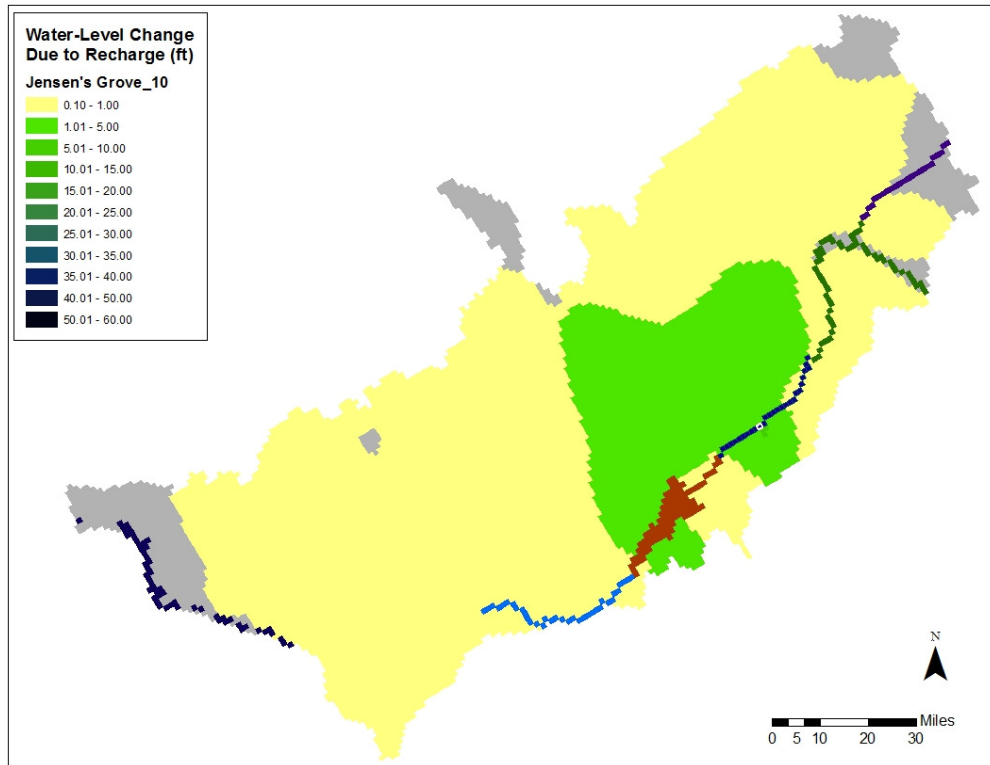 Water-Level Change
Due to Recharge (ft)
Jensen's Grove_10
0.10 - 1.00
1.01 - 5.00
5.01 - 10.00
10.01 - 15.00
15.01 - 20.00
20.01 - 25.00
25.01 - 30.00
30.01 - 35.00
35.01 - 40.00
40.01 - 50.00
50.01 - 60.00
N
Miles
0 5 10 20 30